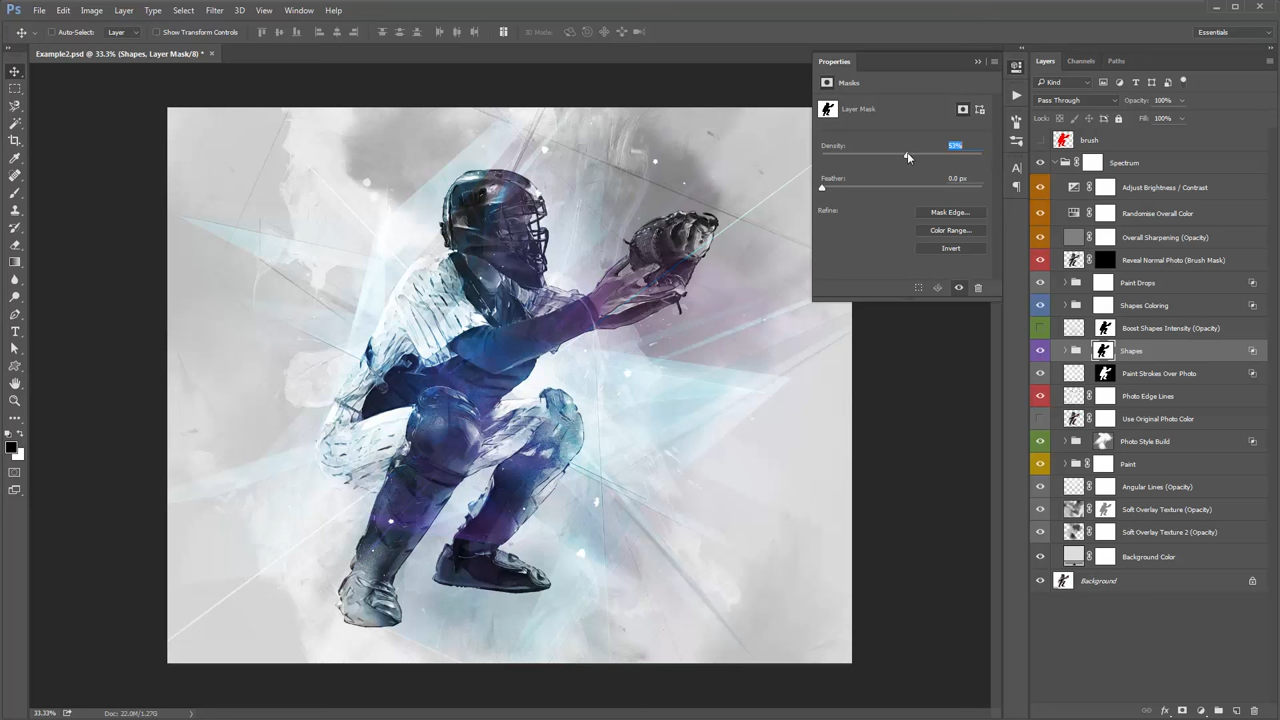 Ps File Edit Image Layer Type Select Filter 3D View Window Help
Auto-Select: Layer Show Transform Controls 3D Mode: Essentials
Example2.psd @ 33.3% (Shapes, Layer Mask/8) * ×
Properties
Masks
Layer Mask
Density: 53%
Feather: 0.0 px
Refine: Mask Edge...
Color Range...
Invert
Layers Channels Paths
Kind
Pass Through Opacity: 100%
Lock: Fill: 100%
brush
Spectrum
Adjust Brightness / Contrast
Randomise Overall Color
Overall Sharpening (Opacity)
Reveal Normal Photo (Brush Mask)
Paint Drops
Shapes Coloring
Boost Shapes Intensity (Opacity)
Shapes
Paint Strokes Over Photo
Photo Edge Lines
Use Original Photo Color
Photo Style Build
Paint
Angular Lines (Opacity)
Soft Overlay Texture (Opacity)
Soft Overlay Texture 2 (Opacity)
Background Color
Background
33.33% Doc: 22.0M/1.27G